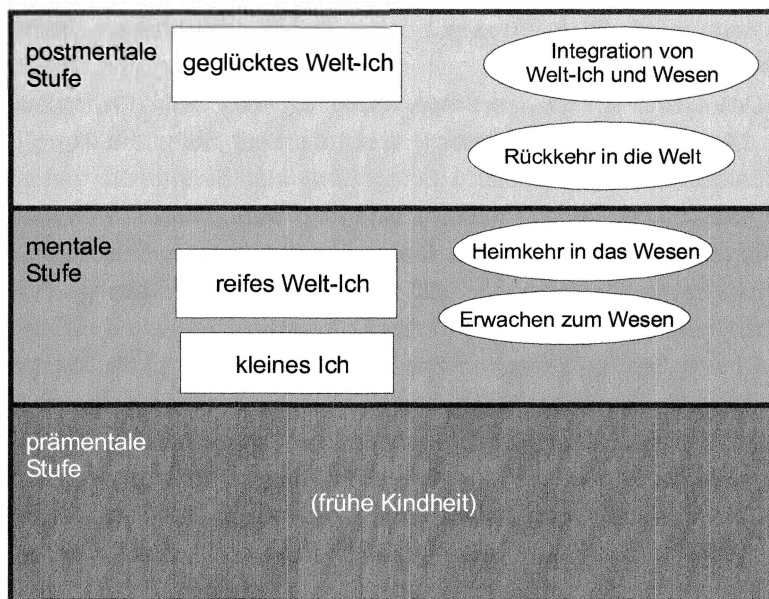 postmentale
Stufe
geglücktes Welt-Ich
Integration von
Welt-Ich und Wesen
Rückkehr in die Welt
mentale
Stufe
reifes Welt-Ich
kleines Ich
Heimkehr in das Wesen
Erwachen zum Wesen
prämentale
Stufe
(frühe Kindheit)